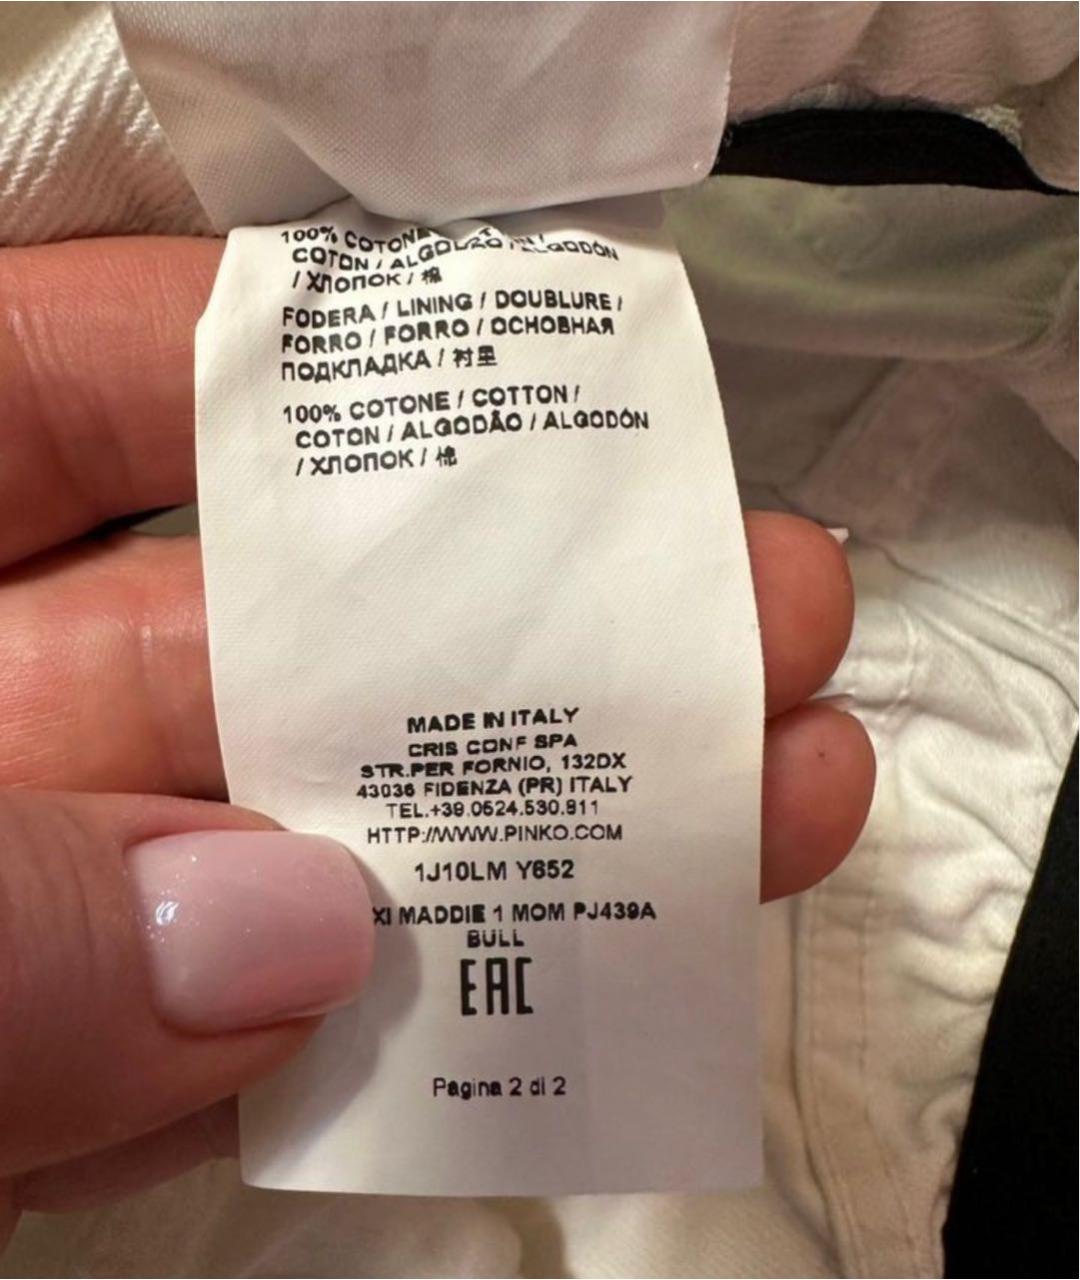 100% COTONE
COTON / ALGODÃO / ALGODÓN
/ ХЛОПОК / 棉
FODERA / LINING / DOUBLURE /
FORRO / FORRO / ОСНОВНАЯ
ПОДКЛАДКА / 衬里
100% COTONE / COTTON /
COTON / ALGODÃO / ALGODÓN
/ ХЛОПОК / 棉
MADE IN ITALY
CRIS CONF SPA
STR.PER FORNIO, 132DX
43036 FIDENZA (PR) ITALY
TEL.+39.0524.530.911
HTTP://WWW.PINKO.COM
1J10LM Y652
XI MADDIE 1 MOM PJ439A
BULL
EAC
Pagina 2 di 2